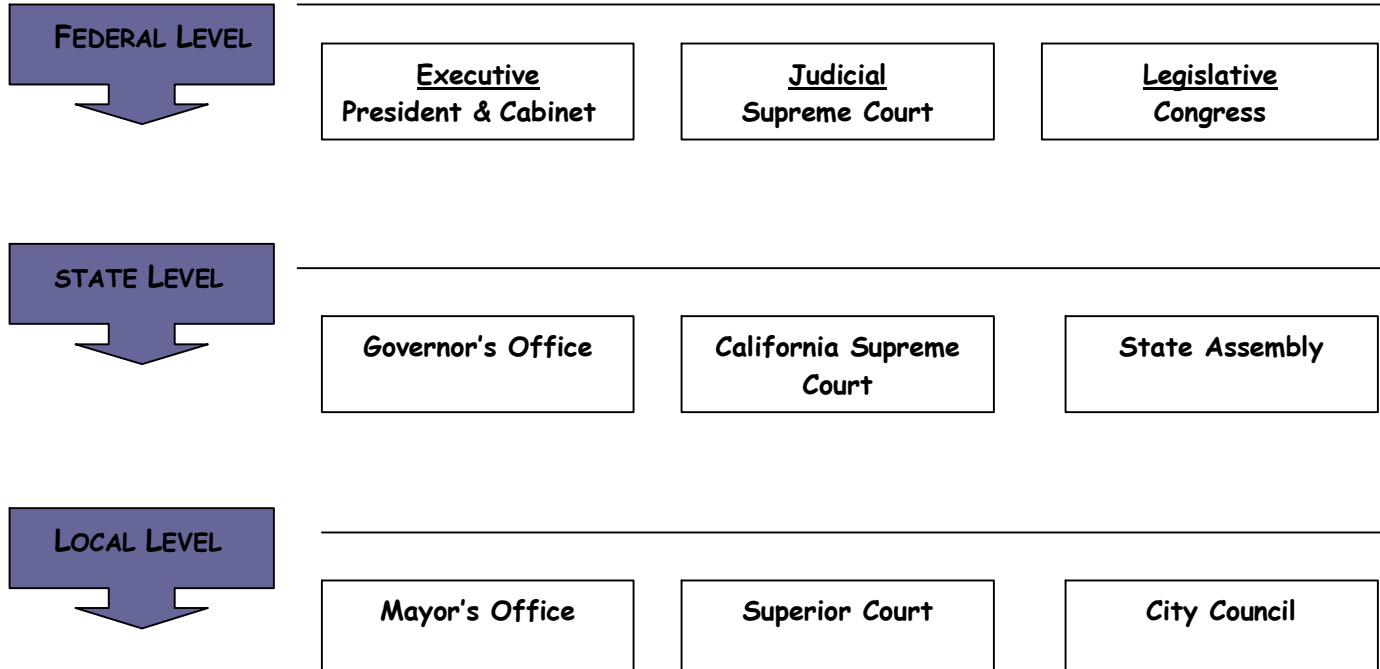 FEDERAL LEVEL
Executive
President & Cabinet
Judicial
Supreme Court
Legislative
Congress
STATE LEVEL
Governor's Office
California Supreme
Court
State Assembly
LOCAL LEVEL
Mayor's Office
Superior Court
City Council